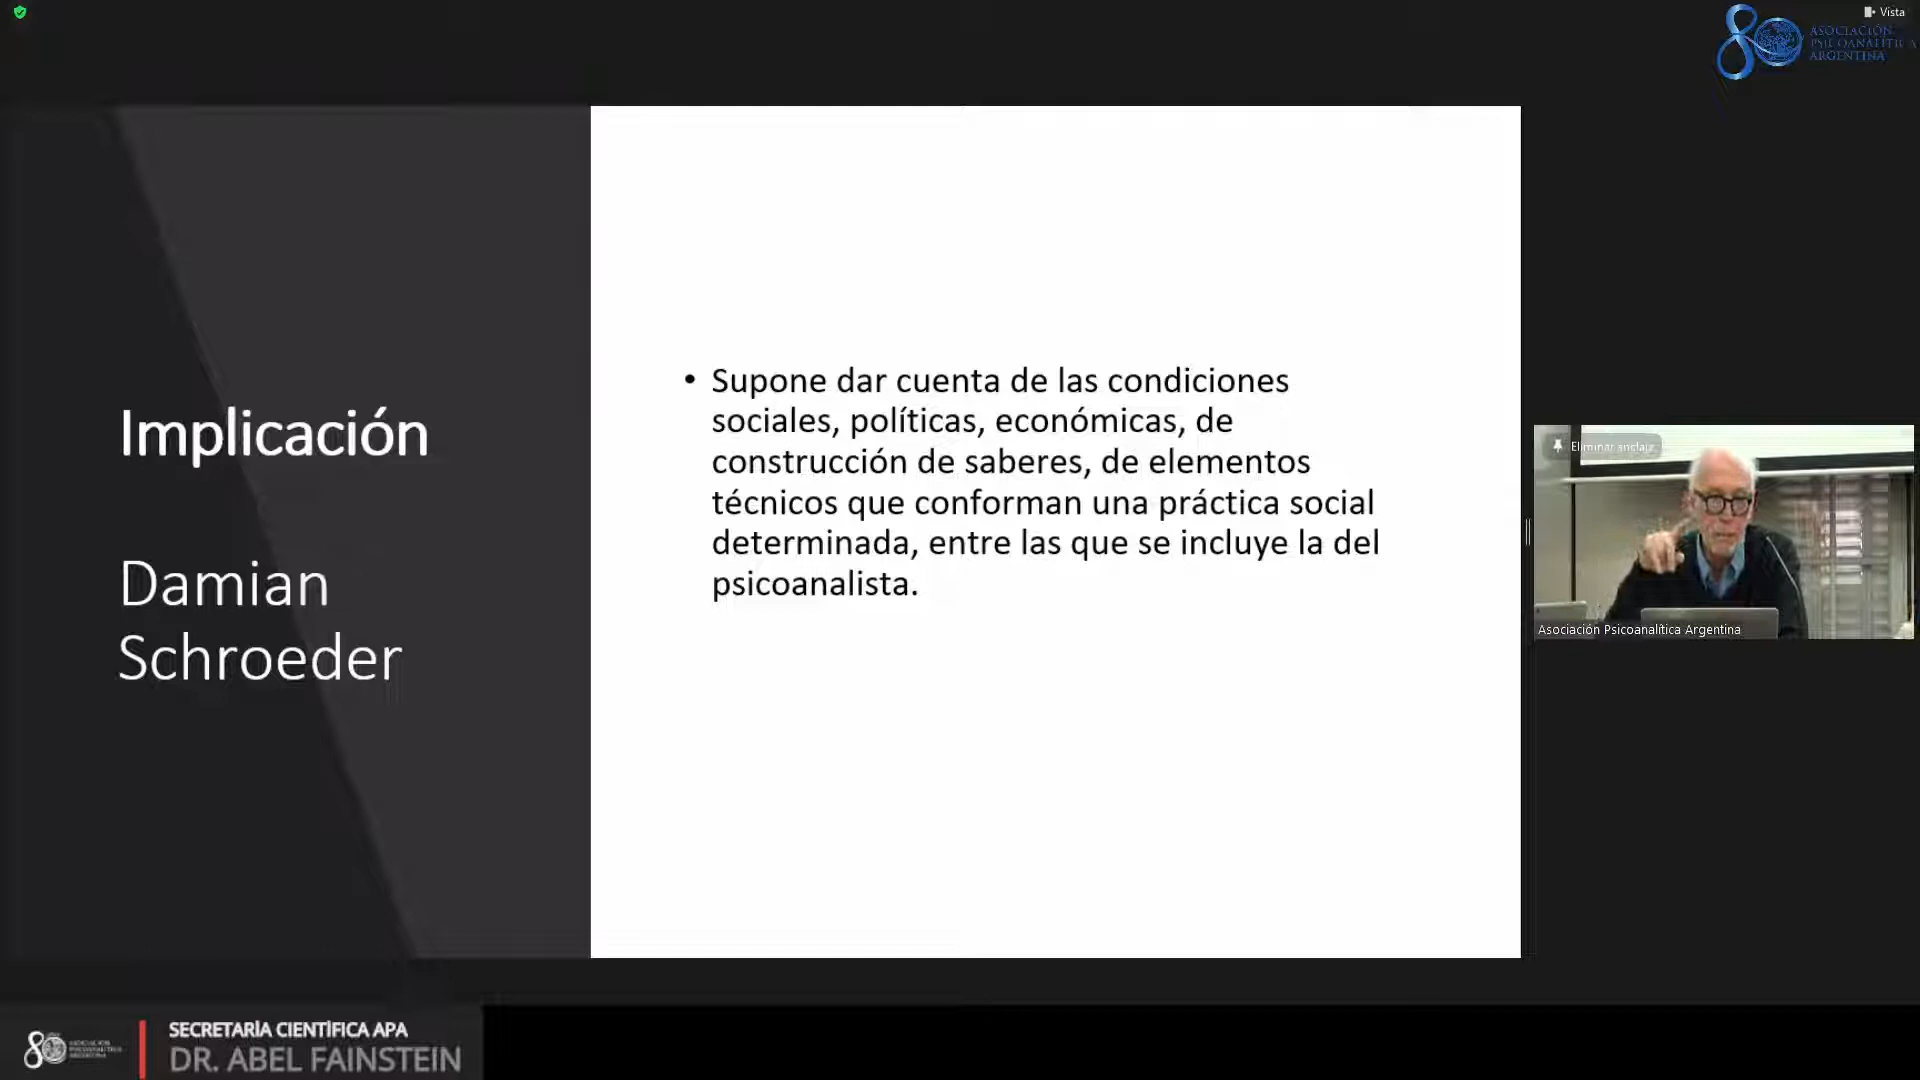 Vista
ASOCIACIÓN
PSICOANALÍTICA
ARGENTINA
Implicación
Damian
Schroeder
• Supone dar cuenta de las condiciones
sociales, políticas, económicas, de
construcción de saberes, de elementos
técnicos que conforman una práctica social
determinada, entre las que se incluye la del
psicoanalista.
Eliminar anclaje
Asociación Psicoanalítica Argentina
SECRETARÍA CIENTÍFICA APA
DR. ABEL FAINSTEIN